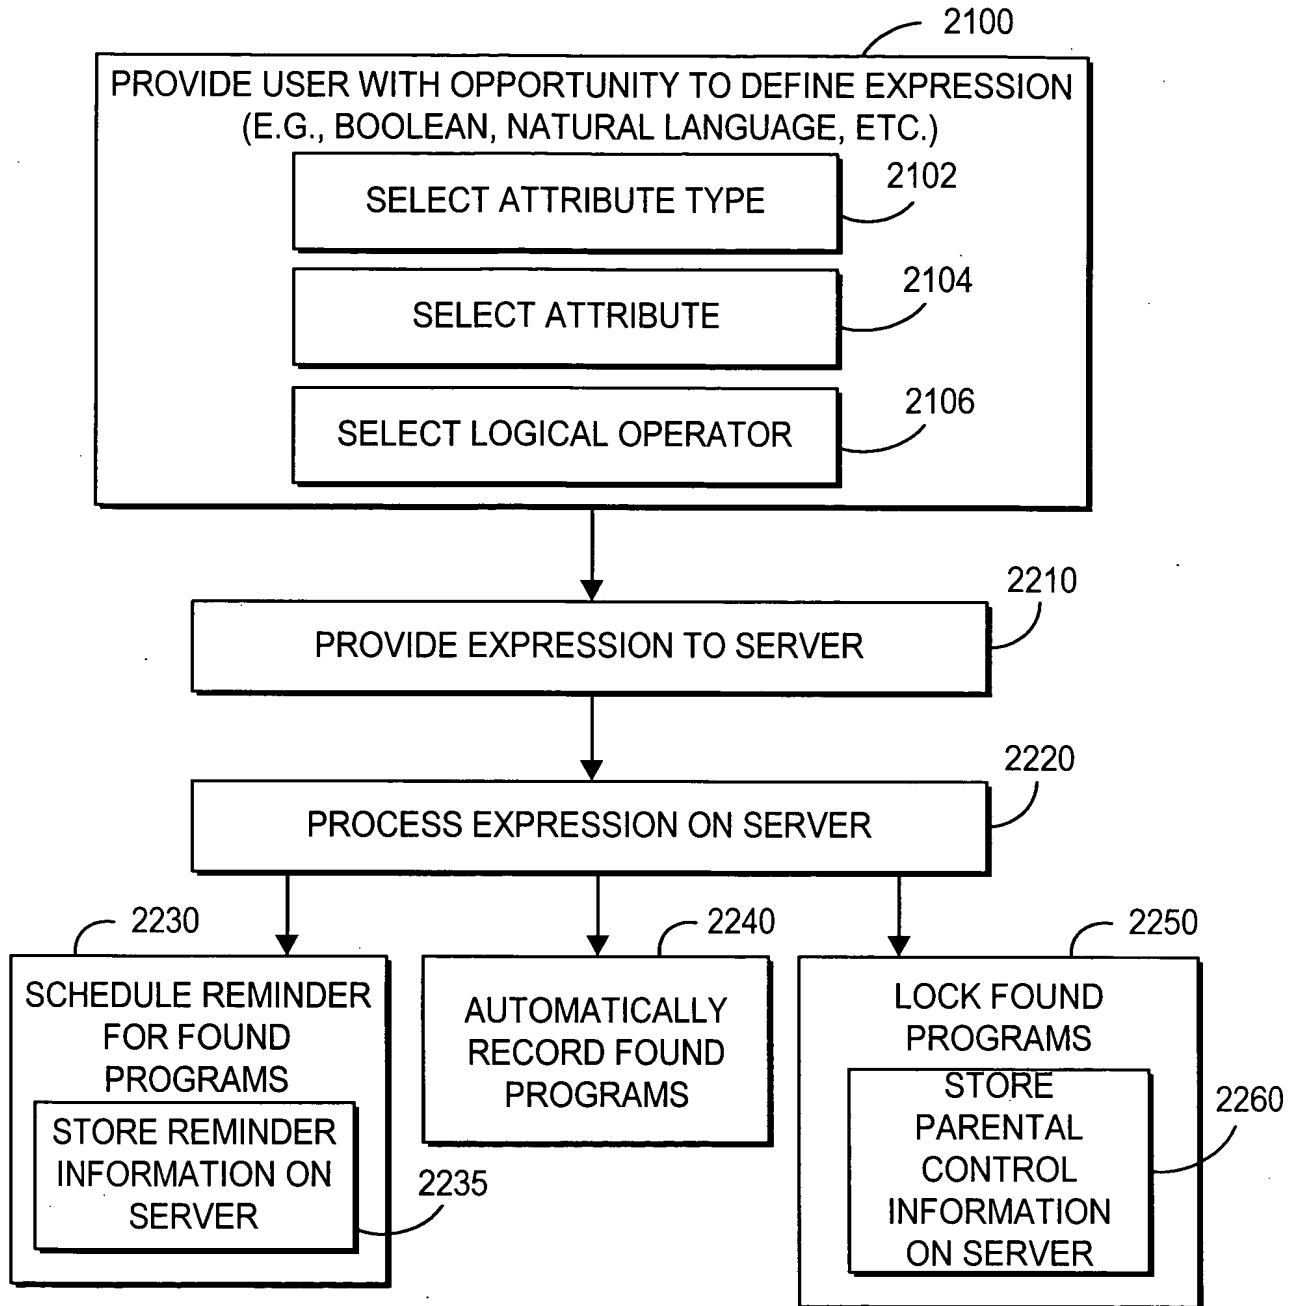 2100
PROVIDE USER WITH OPPORTUNITY TO DEFINE EXPRESSION
(E.G., BOOLEAN, NATURAL LANGUAGE, ETC.)
SELECT ATTRIBUTE TYPE
2102
SELECT ATTRIBUTE
2104
SELECT LOGICAL OPERATOR
2106
PROVIDE EXPRESSION TO SERVER
2210
PROCESS EXPRESSION ON SERVER
2220
2230
SCHEDULE REMINDER
FOR FOUND
PROGRAMS
STORE REMINDER
INFORMATION ON
SERVER
2235
2240
AUTOMATICALLY
RECORD FOUND
PROGRAMS
2250
LOCK FOUND
PROGRAMS
STORE
PARENTAL
CONTROL
INFORMATION
ON SERVER
2260